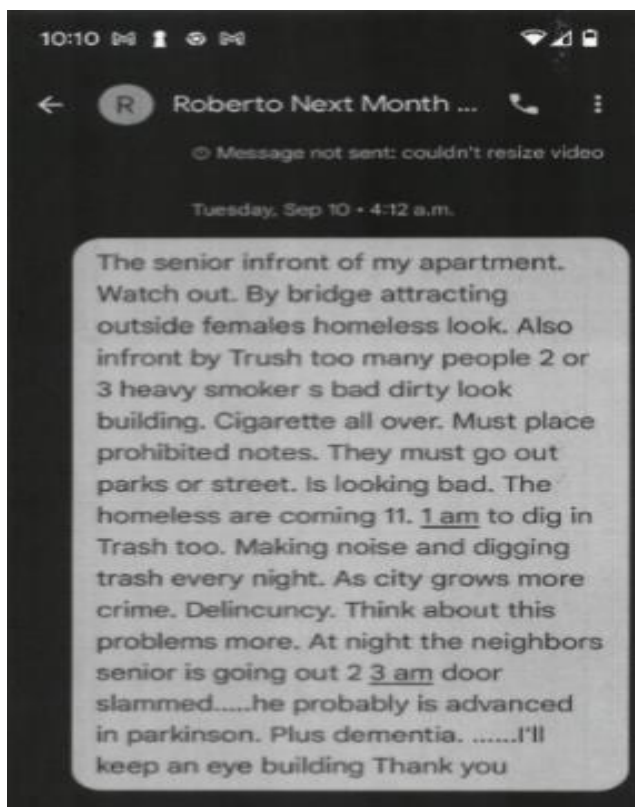 10:10
R Roberto Next Month ...
Message not sent: couldn't resize video
Tuesday, Sep 10 • 4:12 a.m.
The senior infront of my apartment.
Watch out. By bridge attracting
outside females homeless look. Also
infront by Trush too many people 2 or
3 heavy smoker s bad dirty look
building. Cigarette all over. Must place
prohibited notes. They must go out
parks or street. Is looking bad. The
homeless are coming 11. 1 am to dig in
Trash too. Making noise and digging
trash every night. As city grows more
crime. Delincuncy. Think about this
problems more. At night the neighbors
senior is going out 2 3 am door
slammed.....he probably is advanced
in parkinson. Plus dementia. ......I'll
keep an eye building Thank you